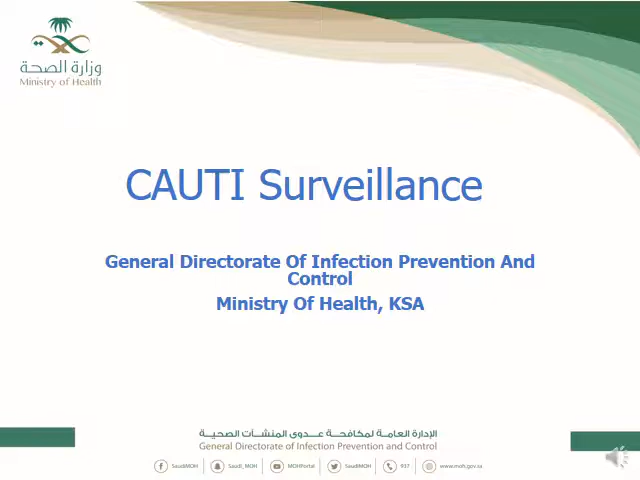 وزارة الصحة
Ministry of Health
CAUTI Surveillance
General Directorate Of Infection Prevention And
Control
Ministry Of Health, KSA
الإدارة العامة لمكافحة عدوى المنشآت الصحية
General Directorate of Infection Prevention and Control
SaudiMOH
Saudi_MOH
MOHPortal
SaudiMOH
937
www.moh.gov.sa